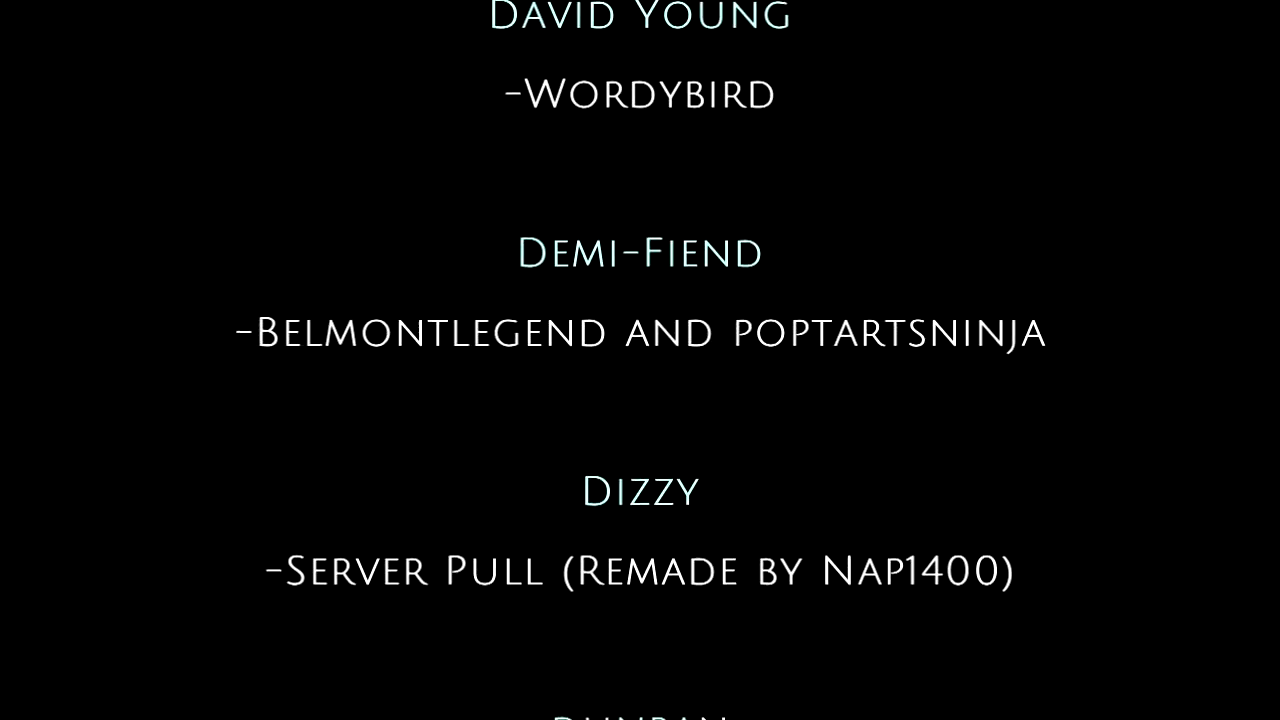 David Young
-Wordybird
Demi-Fiend
-Belmontlegend and poptartsninja
Dizzy
-Server Pull (Remade by Nap1400)